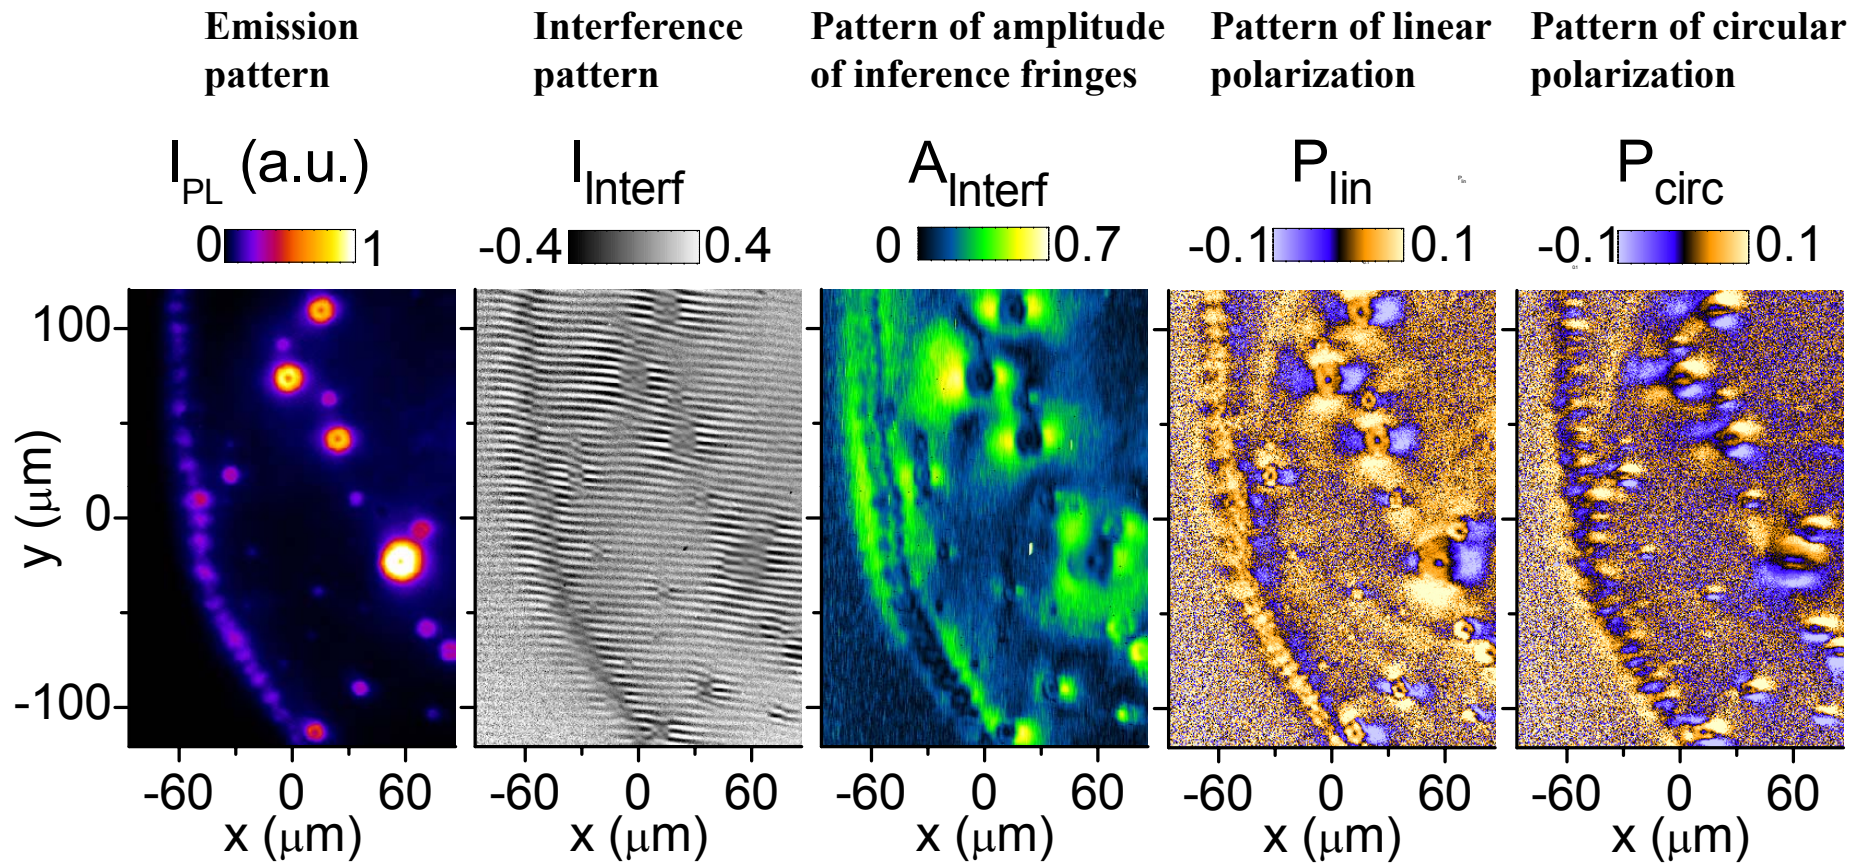 Emission pattern
Interference pattern
Pattern of amplitude of inference fringes
Pattern of linear polarization
Pattern of circular polarization
I_PL (a.u.)
I_Interf
A_Interf
P_lin
P_lin
P_circ
0 1
-0.4 0.4
0 0.7
-0.1 0.1
-0.1 0.1
100
0
-100
y (μm)
-60 0 60
-60 0 60
-60 0 60
-60 0 60
-60 0 60
x (μm)
x (μm)
x (μm)
x (μm)
x (μm)